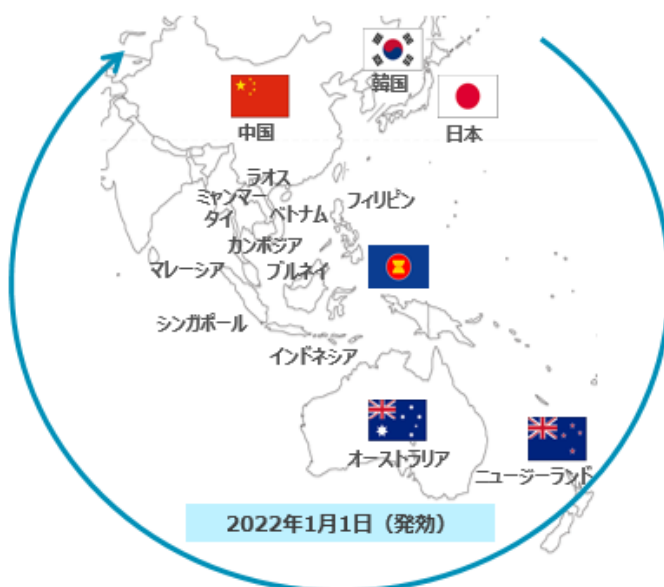 韓国
中国
日本
ラオス
ミャンマー
タイ
ベトナム
フィリピン
カンボジア
マレーシア
ブルネイ
シンガポール
インドネシア
オーストラリア
ニュージーランド
2022年1月1日（発効）